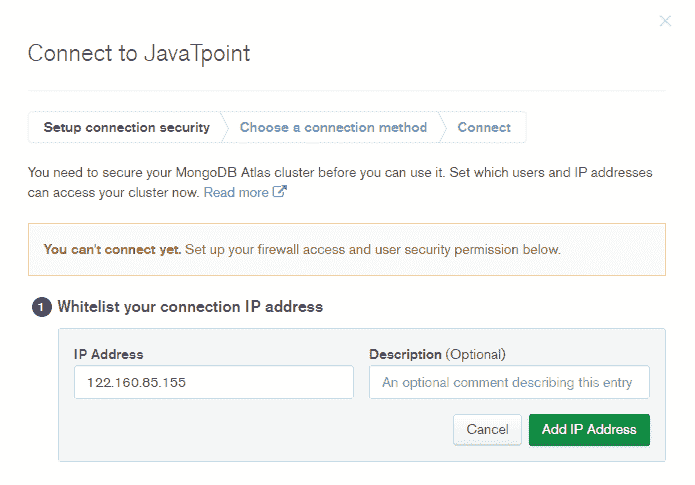 Connect to JavaTpoint
Setup connection security
Choose a connection method
Connect
You need to secure your MongoDB Atlas cluster before you can use it. Set which users and IP addresses
can access your cluster now. Read more
You can't connect yet. Set up your firewall access and user security permission below.
1 Whitelist your connection IP address
IP Address
Description (Optional)
122.160.85.155
An optional comment describing this entry
Cancel
Add IP Address